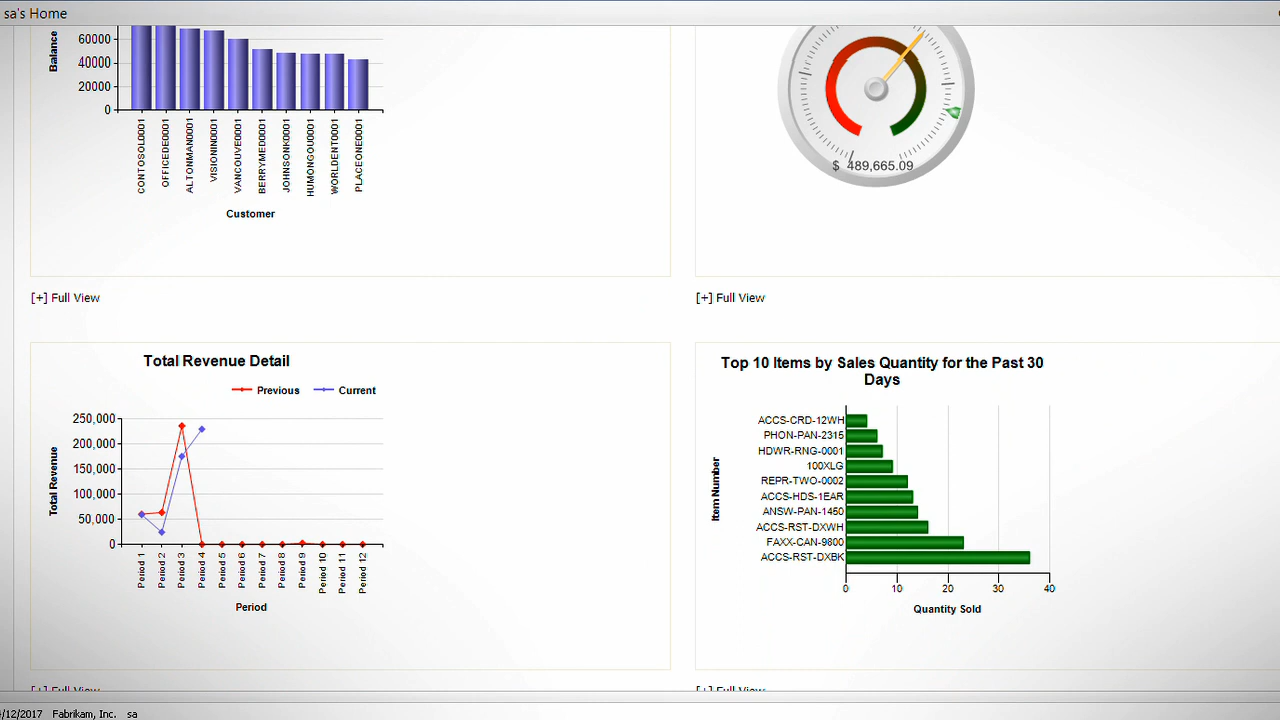 sa's Home
60000
40000
20000
0
Balance
CONTOSOL0001
OFFICEDE0001
ALTONMAN0001
VISIONIN0001
VANCOUVE0001
BERRYMED0001
JOHNSONK0001
HUMONGOU0001
WORLDENT0001
PLACEONE0001
Customer
$ 489,665.09
[+] Full View
[+] Full View
Total Revenue Detail
Previous
Current
250,000
200,000
150,000
100,000
50,000
0
Total Revenue
Period 1
Period 2
Period 3
Period 4
Period 5
Period 6
Period 7
Period 8
Period 9
Period 10
Period 11
Period 12
Period
Top 10 Items by Sales Quantity for the Past 30
Days
Item Number
ACCS-CRD-12WH
PHON-PAN-2315
HDWR-RNG-0001
100XLG
REPR-TWO-0002
ACCS-HDS-1EAR
ANSW-PAN-1450
ACCS-RST-DXWH
FAXX-CAN-9800
ACCS-RST-DXBK
0 10 20 30 40
Quantity Sold
[+] Full View
[+] Full View
/12/2017 Fabrikam, Inc. sa